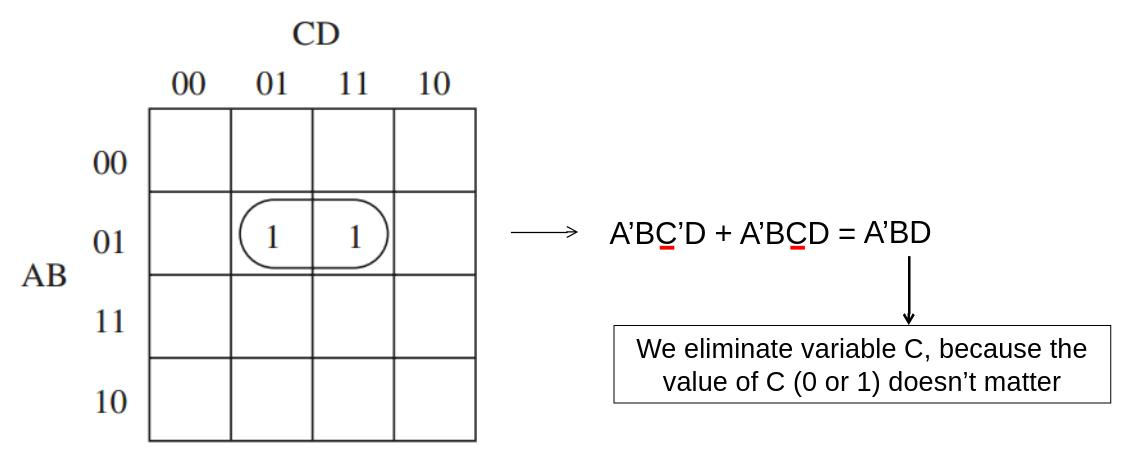 CD
00 01 11 10
00
01 1 1
AB
11
10
A’BC’D + A’BCD = A’BD
We eliminate variable C, because the
value of C (0 or 1) doesn’t matter